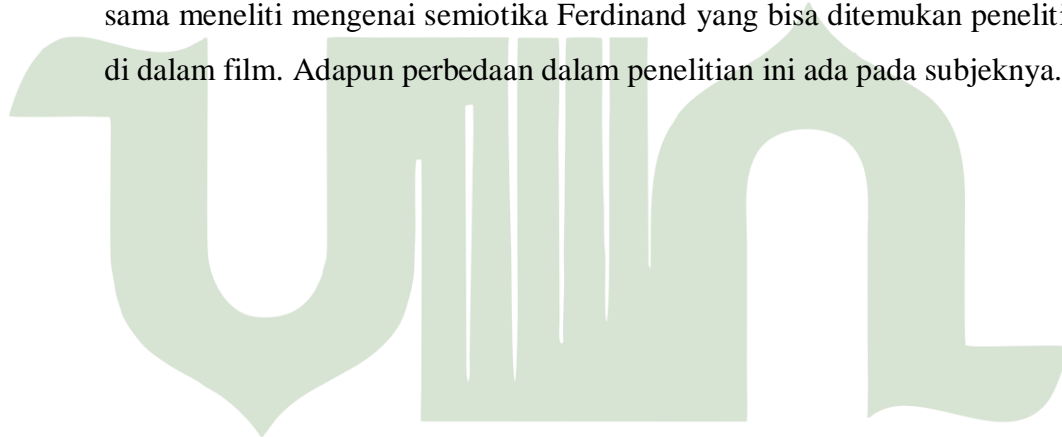 sama meneliti mengenai semiotika Ferdinand yang bisa ditemukan peneliti
di dalam film. Adapun perbedaan dalam penelitian ini ada pada subjeknya.